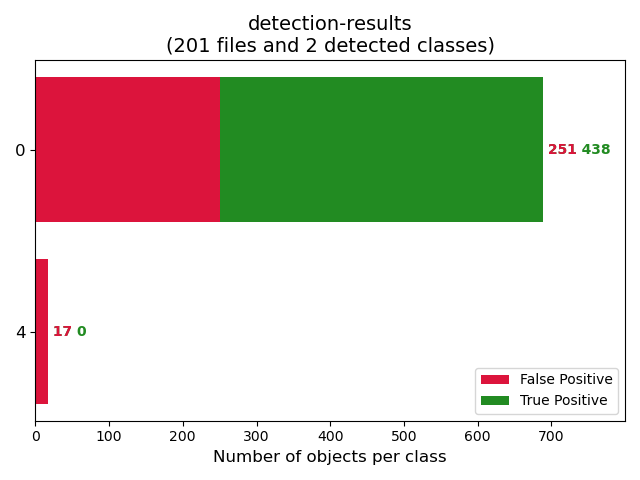 detection-results
(201 files and 2 detected classes)
0
251 438
4
17 0
False Positive
True Positive
0 100 200 300 400 500 600 700
Number of objects per class